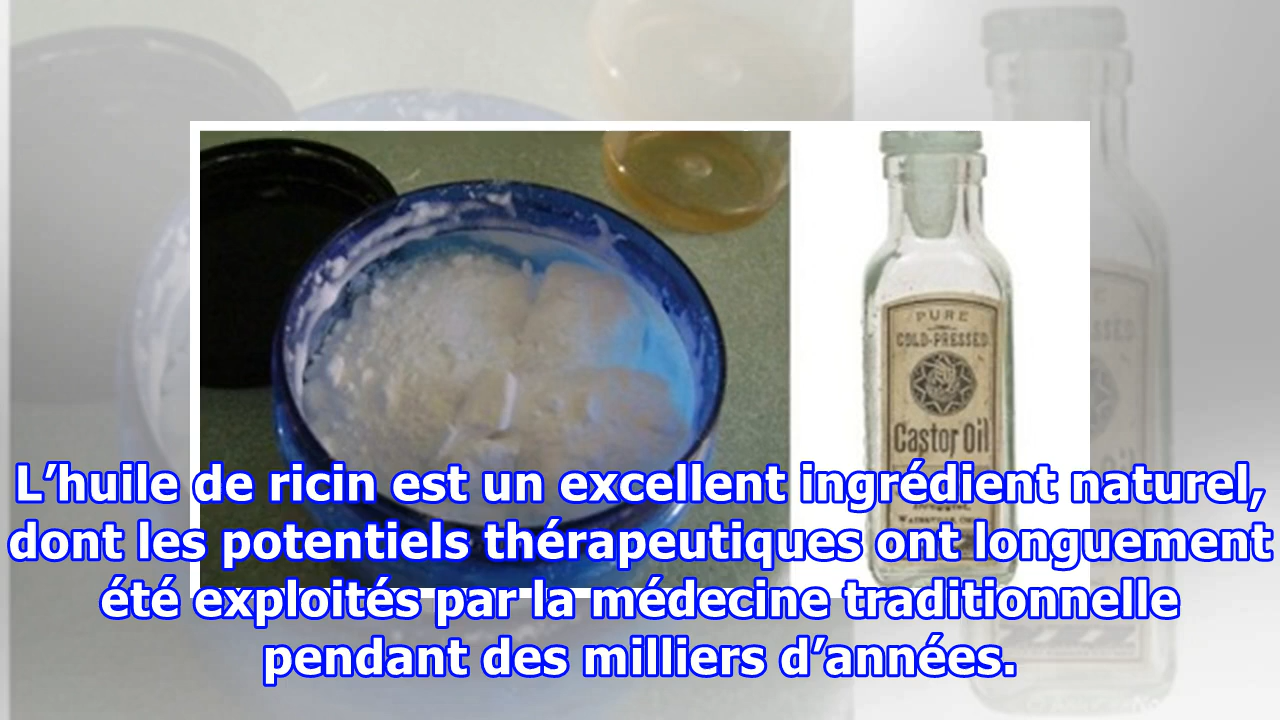 PURE
COLD-PRESSED
Castor Oil
L’huile de ricin est un excellent ingrédient naturel,
dont les potentiels thérapeutiques ont longuement
été exploités par la médecine traditionnelle
pendant des milliers d’années.